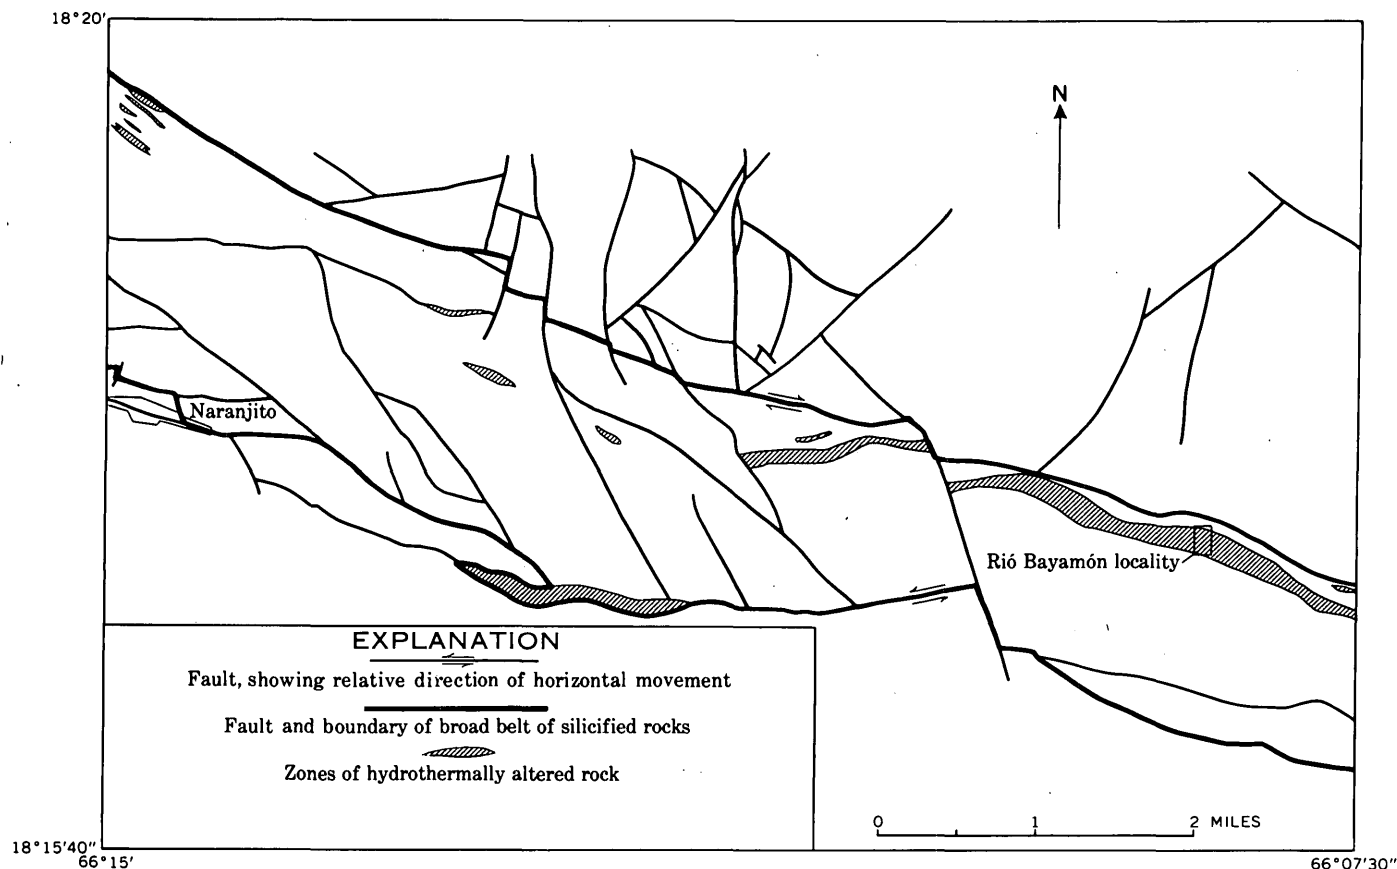 18°20'
N
Naranjito
Rió Bayamón locality
EXPLANATION
Fault, showing relative direction of horizontal movement
Fault and boundary of broad belt of silicified rocks
Zones of hydrothermally altered rock
0 1 2 MILES
18°15'40"
66°15' 66°07'30"